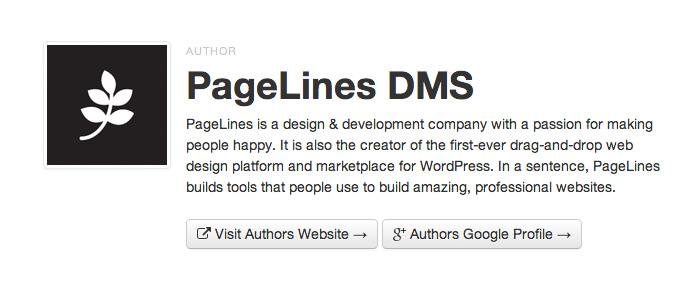 AUTHOR
PageLines DMS
PageLines is a design & development company with a passion for making
people happy. It is also the creator of the first-ever drag-and-drop web
design platform and marketplace for WordPress. In a sentence, PageLines
builds tools that people use to build amazing, professional websites.
Visit Authors Website → g+ Authors Google Profile →